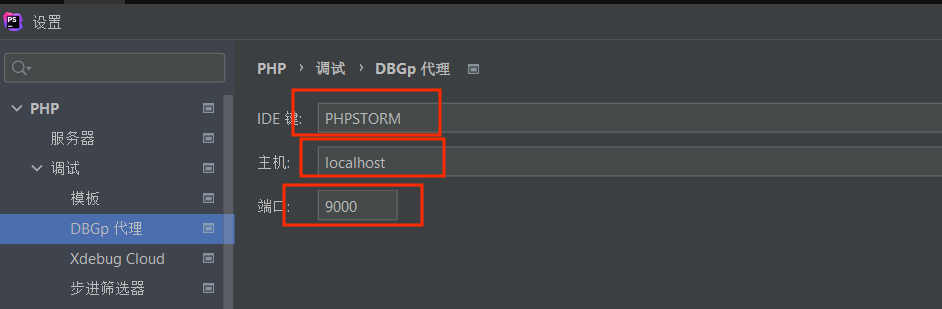 PS 设置
PHP › 调试 › DBGp 代理
PHP
IDE 键: PHPSTORM
服务器
主机: localhost
调试
模板
端口: 9000
DBGp 代理
Xdebug Cloud
步进筛选器